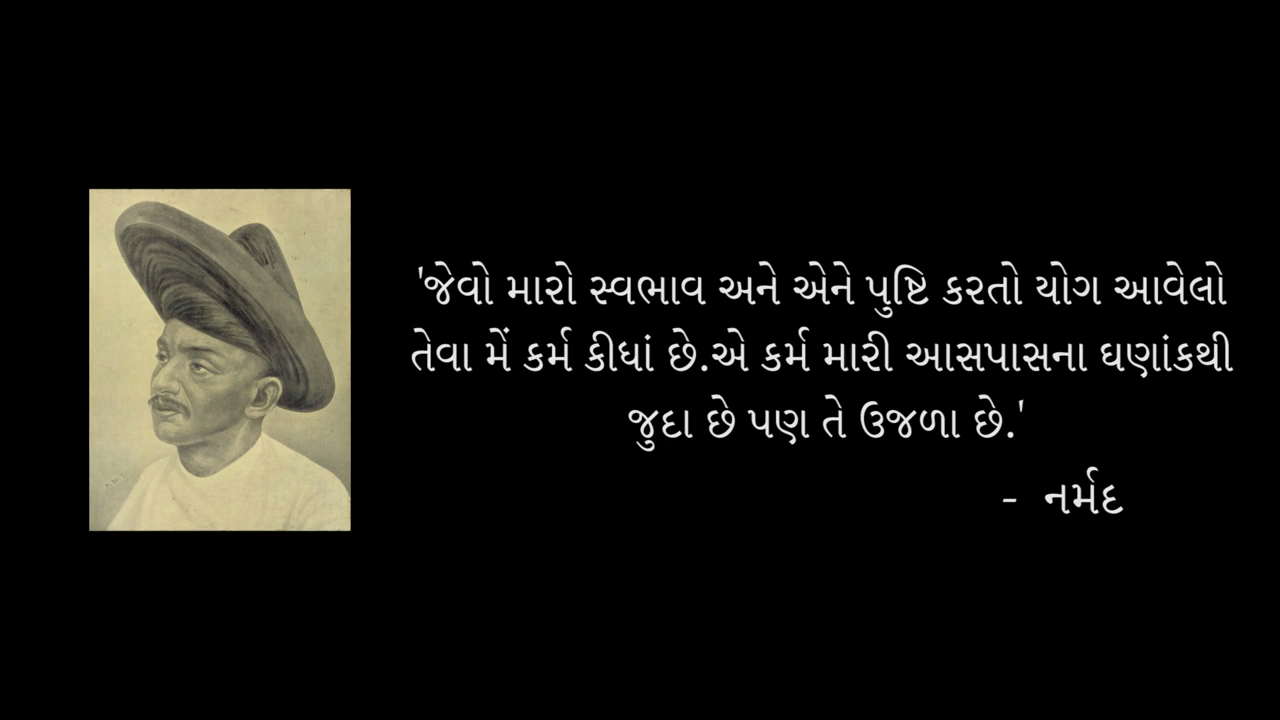 'જેવો મારો સ્વભાવ અને એને પુષ્ટિ કરતો યોગ આવેલો
તેવા મેં કર્મ કીધાં છે.એ કર્મ મારી આસપાસના ઘણાંકથી
જુદા છે પણ તે ઉજળા છે.'
- નર્મદ